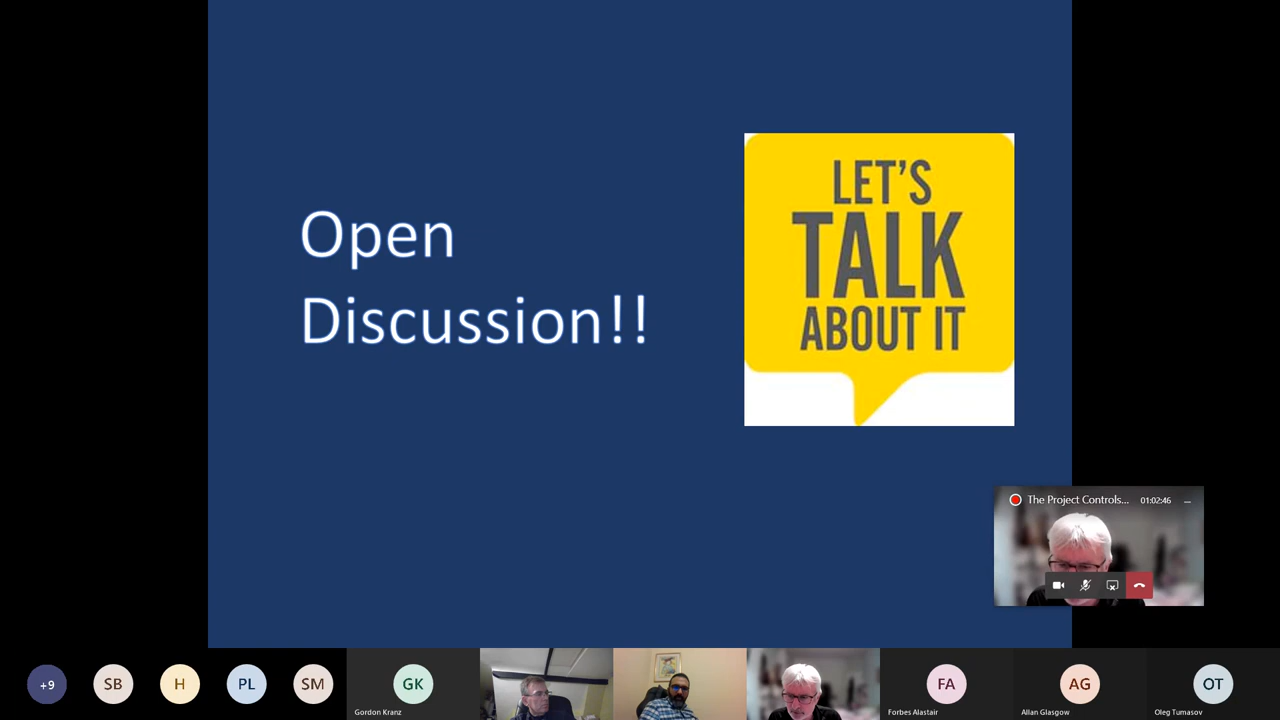 Open
Discussion!!
LET'S
TALK
ABOUT IT
The Project Controls... 01:02:46 ...
+9
SB
H
PL
SM
GK
Gordon Kranz
FA
Forbes Alastair
AG
Allan Glasgow
OT
Oleg Tumasov